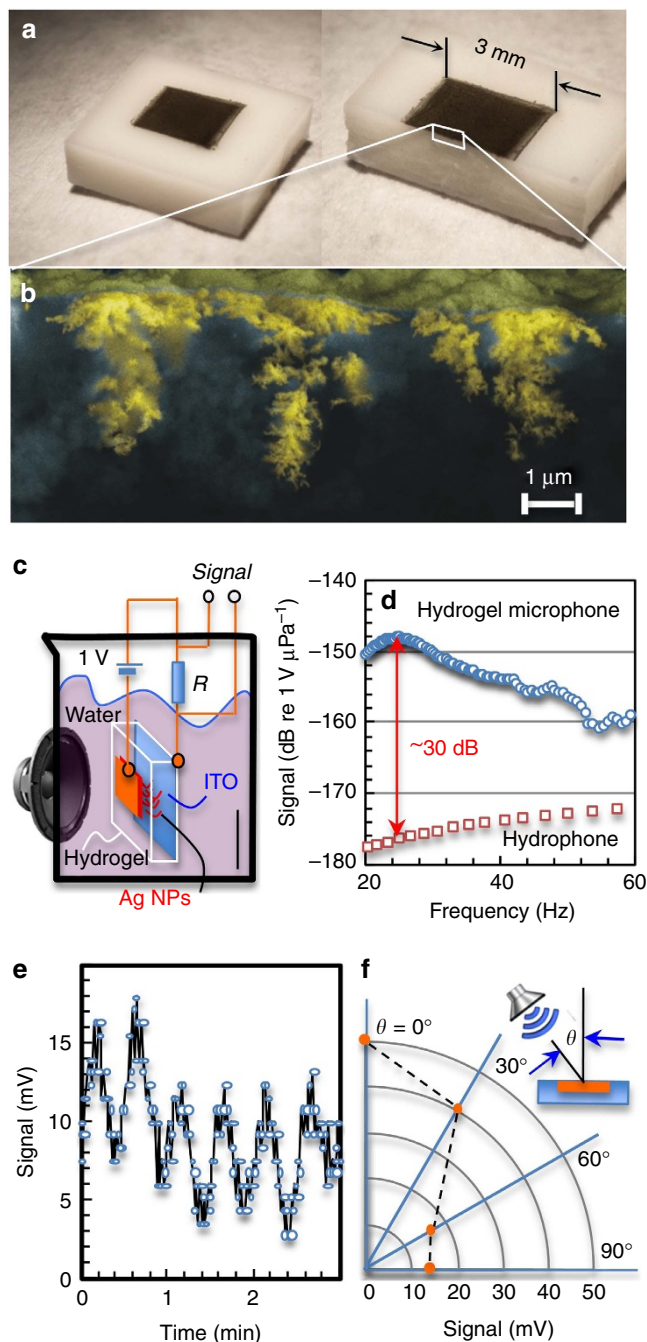 a
3 mm
b
1 μm
c
Signal
1 V
R
Water
ITO
Hydrogel
Ag NPs
d
Hydrogel microphone
~30 dB
Hydrophone
Signal (dB re 1 V μPa⁻¹)
−140
−150
−160
−170
−180
20
40
60
Frequency (Hz)
e
Signal (mV)
15
10
5
0
0
1
2
Time (min)
f
θ = 0°
θ
30°
60°
90°
0
10
20
30
40
50
Signal (mV)